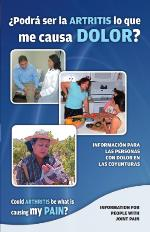 ¿Podrá ser la ARTRITIS lo que
me causa DOLOR?
INFORMACIÓN PARA
LAS PERSONAS
CON DOLOR EN
LAS COYUNTURAS
Could ARTHRITIS be what is
causing my PAIN?
INFORMATION FOR
PEOPLE WITH
JOINT PAIN